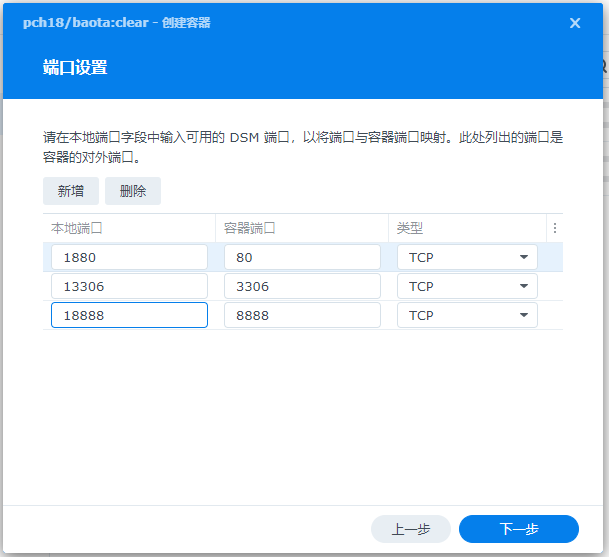 pch18/baota:clear - 创建容器
端口设置
请在本地端口字段中输入可用的 DSM 端口，以将端口与容器端口映射。此处列出的端口是
容器的对外端口。
新增 删除
本地端口 容器端口 类型
1880 80 TCP
13306 3306 TCP
18888 8888 TCP
上一步 下一步